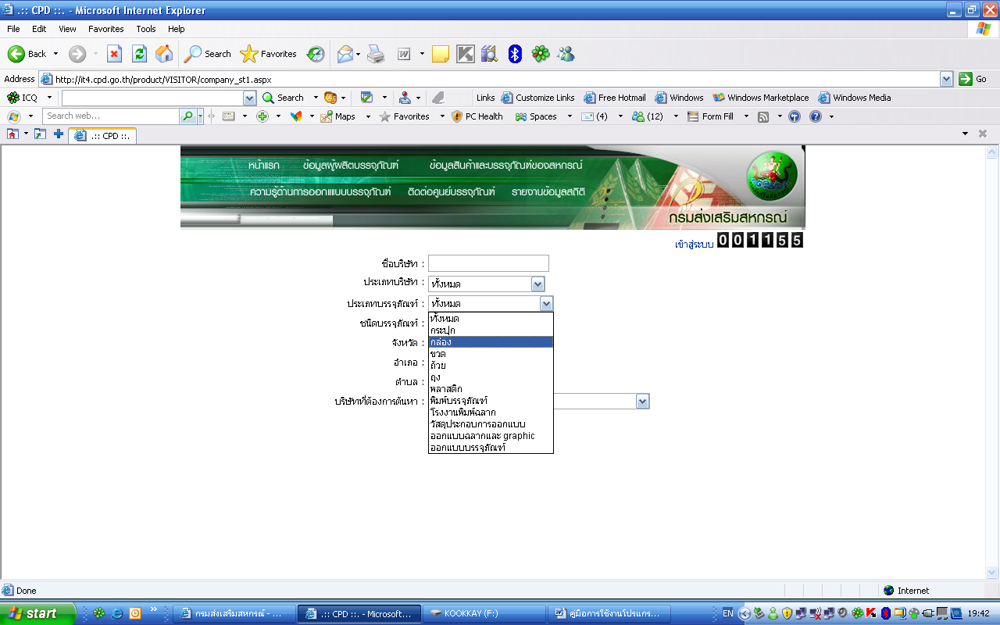 .:: CPD ::. - Microsoft Internet Explorer
File Edit View Favorites Tools Help
Back Search Favorites
Address http://it4.cpd.go.th/product/VISITOR/company_st1.aspx Go
ICQ Search Links Customize Links Free Hotmail Windows Windows Marketplace Windows Media
Search web... Maps Favorites PC Health Spaces (4) (12) Form Fill
.:: CPD ::.
หน้าแรก ข้อมูลผู้ผลิตบรรจุภัณฑ์ ข้อมูลสินค้าและบรรจุภัณฑ์ของสหกรณ์
ความรู้ด้านการออกแแบบบรรจุภัณฑ์ ติดต่อศูนย์บรรจุภัณฑ์ รายงานข้อมูลสถิติ
กรมส่งเสริมสหกรณ์
เข้าสู่ระบบ 001155
ชื่อบริษัท :
ประเภทบริษัท : ทั้งหมด
ประเภทบรรจุภัณฑ์ : ทั้งหมด
ชนิดบรรจุภัณฑ์ :
จังหวัด :
อำเภอ :
ตำบล :
บริษัทที่ต้องการค้นหา :
ทั้งหมด
กระปุก
กล่อง
ขวด
ถ้วย
ถุง
พลาสติก
พิมพ์บรรจุภัณฑ์
โรงงานพิมพ์ฉลาก
วัสดุประกอบการออกแบบ
ออกแบบฉลากและ graphic
ออกแบบบรรจุภัณฑ์
Done Internet
start กรมส่งเสริมสหกรณ์ - ... .:: CPD ::. - Microsoft... KOOKKAY (F:) คู่มือการใช้งานโปรแกร... EN 19:42